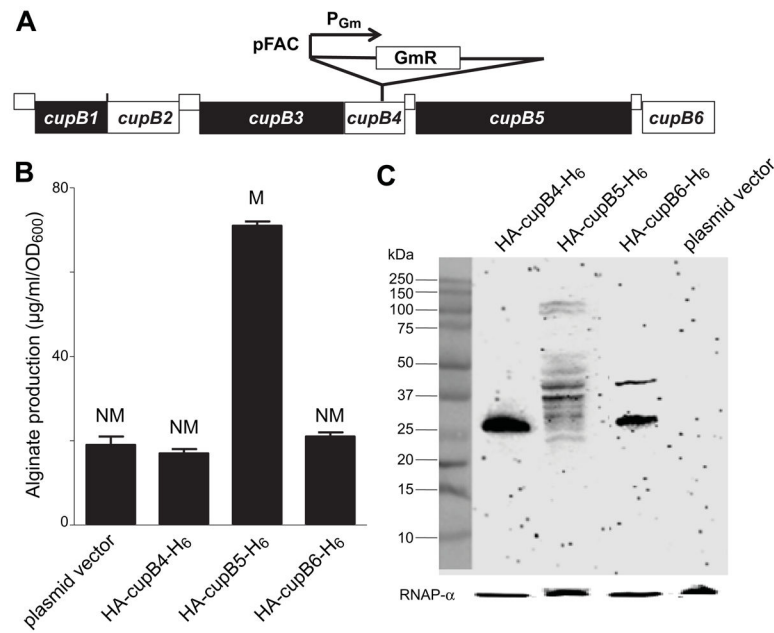 A
P_Gm
pFAC
GmR
cupB1 cupB2 cupB3 cupB4 cupB5 cupB6
B
Alginate production (μg/ml/OD600)
80
40
0
NM
NM
M
NM
plasmid vector
HA-cupB4-H6
HA-cupB5-H6
HA-cupB6-H6
C
HA-cupB4-H6
HA-cupB5-H6
HA-cupB6-H6
plasmid vector
kDa
250
150
100
75
50
37
25
20
15
10
RNAP-α